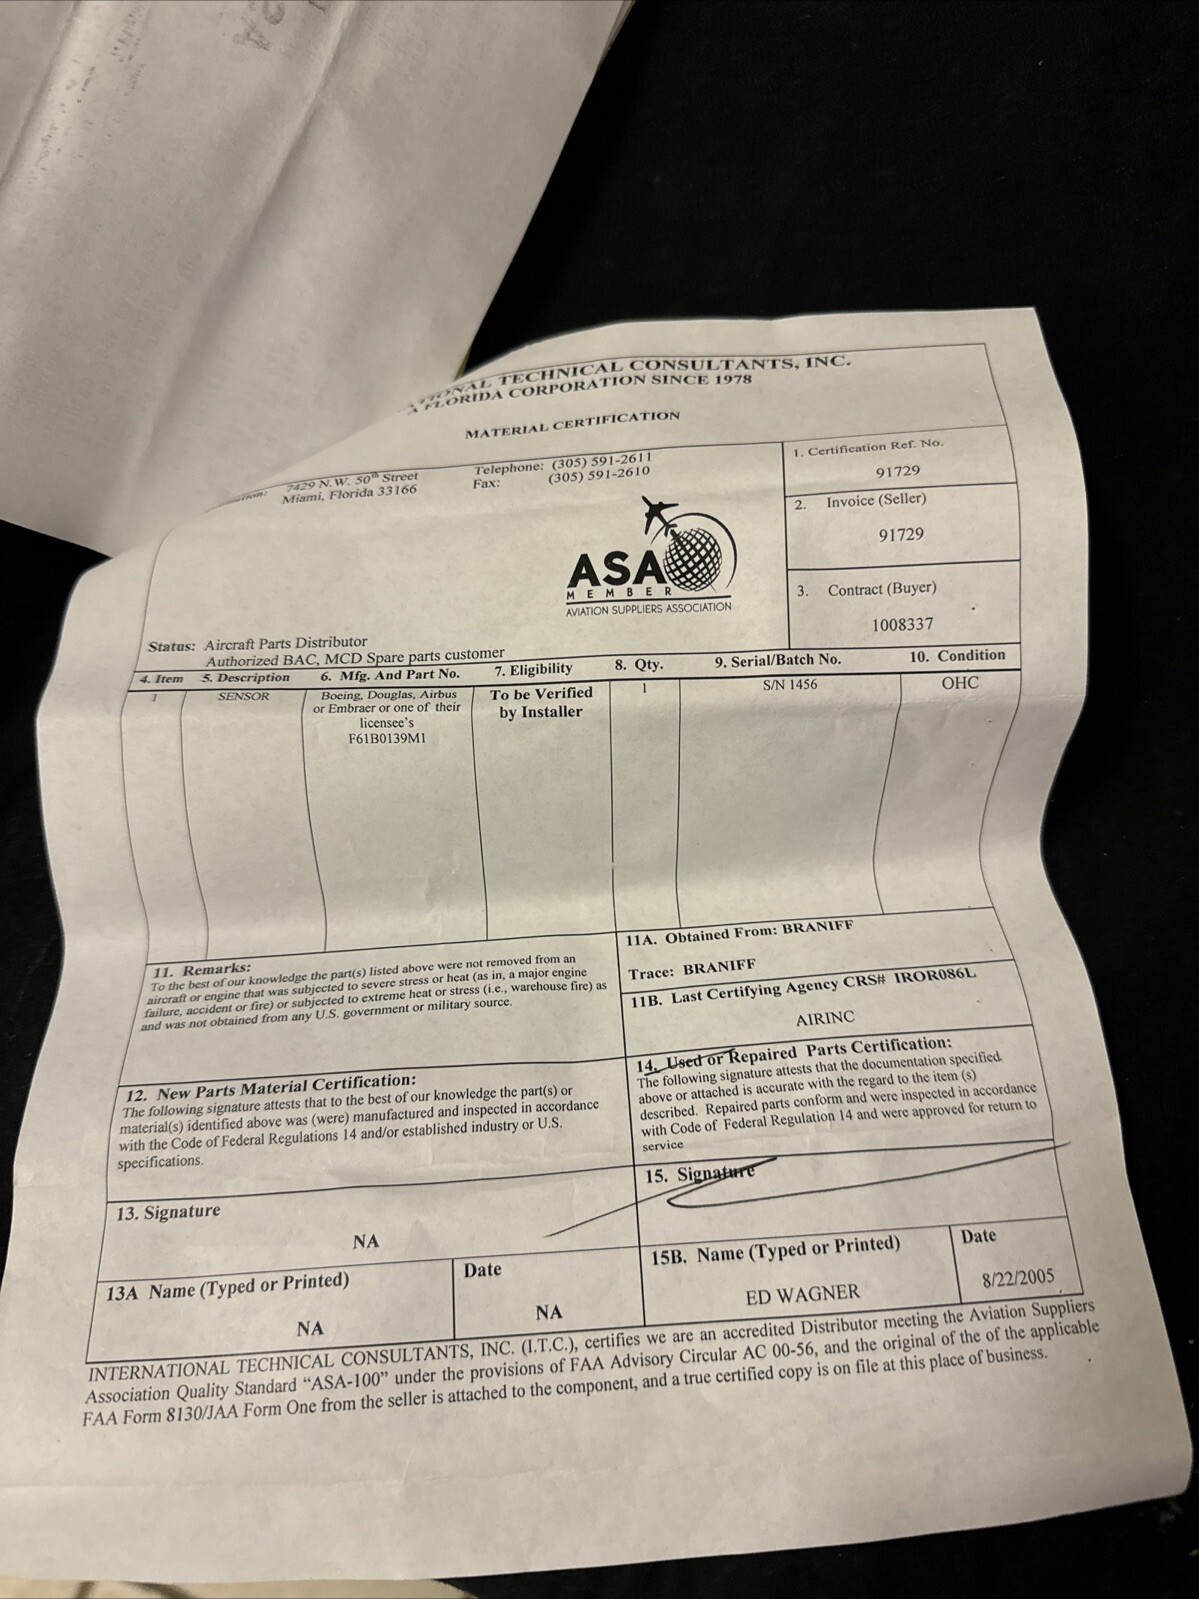 TECHNICAL CONSULTANTS, INC.
A FLORIDA CORPORATION SINCE 1978
MATERIAL CERTIFICATION
7429 N.W. 50th Street
Miami, Florida 33166
Telephone: (305) 591-2611
Fax: (305) 591-2610
1. Certification Ref. No.
91729
2. Invoice (Seller)
91729
3. Contract (Buyer)
1008337
ASA
MEMBER
AVIATION SUPPLIERS ASSOCIATION
Status: Aircraft Parts Distributor
Authorized BAC, MCD Spare parts customer
4. Item 5. Description 6. Mfg. And Part No. 7. Eligibility 8. Qty. 9. Serial/Batch No. 10. Condition
1 SENSOR Boeing, Douglas, Airbus To be Verified 1 S/N 1456 OHC
or Embraer or one of their by Installer
licensee's
F61B0139M1
11. Remarks:
To the best of our knowledge the part(s) listed above were not removed from an
aircraft or engine that was subjected to severe stress or heat (as in, a major engine
failure, accident or fire) or subjected to extreme heat or stress (i.e., warehouse fire) as
and was not obtained from any U.S. government or military source.
11A. Obtained From: BRANIFF
Trace: BRANIFF
11B. Last Certifying Agency CRS# IROR086L
AIRINC
12. New Parts Material Certification:
The following signature attests that to the best of our knowledge the part(s) or
material(s) identified above was (were) manufactured and inspected in accordance
with the Code of Federal Regulations 14 and/or established industry or U.S.
specifications.
14. Used or Repaired Parts Certification:
The following signature attests that the documentation specified
above or attached is accurate with the regard to the item (s)
described. Repaired parts conform and were inspected in accordance
with Code of Federal Regulation 14 and were approved for return to
service
13. Signature
NA
15. Signature
13A Name (Typed or Printed)
NA
Date
NA
15B. Name (Typed or Printed)
ED WAGNER
Date
8/22/2005
INTERNATIONAL TECHNICAL CONSULTANTS, INC. (I.T.C.), certifies we are an accredited Distributor meeting the Aviation Suppliers
Association Quality Standard "ASA-100" under the provisions of FAA Advisory Circular AC 00-56, and the original of the of the applicable
FAA Form 8130/JAA Form One from the seller is attached to the component, and a true certified copy is on file at this place of business.